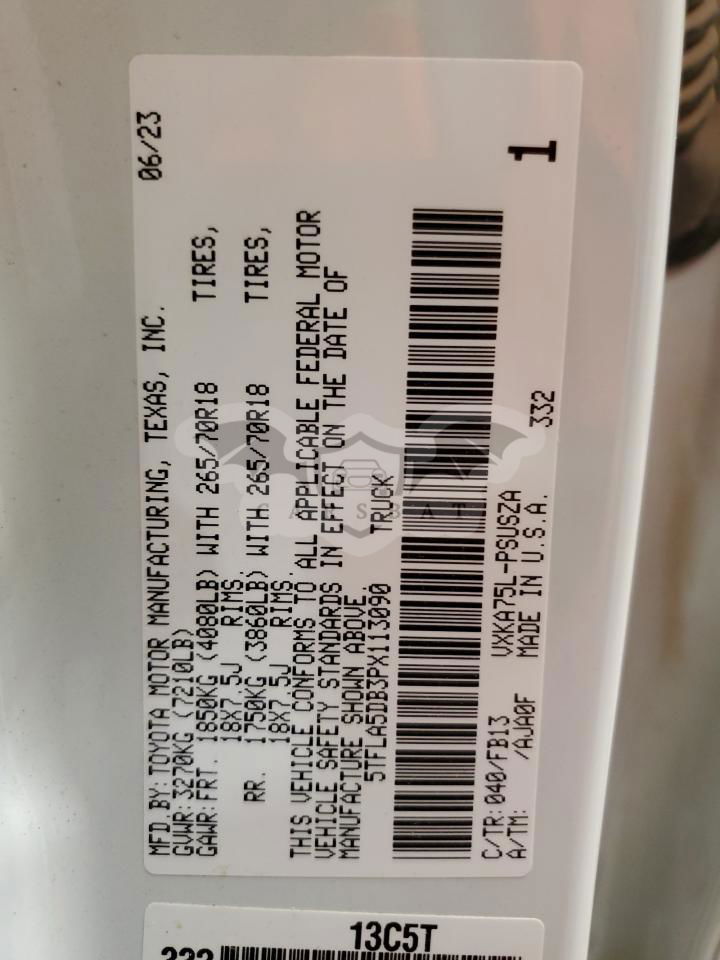 MFD.BY:TOYOTA MOTOR MANUFACTURING, TEXAS, INC. 06/23
GVWR:3270KG (7210LB)
GAWR:FRT. 1850KG (4080LB) WITH 265/70R18 TIRES,
18X7.5J RIMS.
RR. 1750KG (3860LB) WITH 265/70R18 TIRES,
18X7.5J RIMS.
THIS VEHICLE CONFORMS TO ALL APPLICABLE FEDERAL MOTOR
VEHICLE SAFETY STANDARDS IN EFFECT ON THE DATE OF
MANUFACTURE SHOWN ABOVE.
5TFLA5DB3PX113090 TRUCK
C/TR:040/FB13 VXKA75L-PSUSZA
A/TM: /AJA0F MADE IN U.S.A. 332
1
13C5T
332
CARSBAT